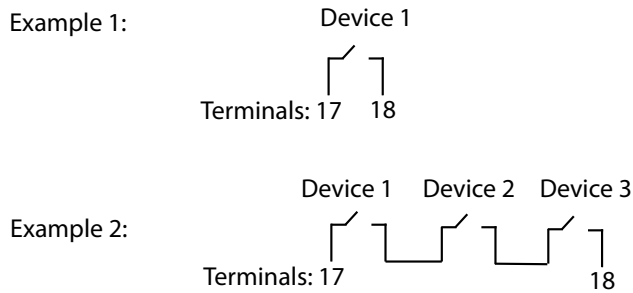 Example 1:
Device 1
Terminals: 17 18
Device 1 Device 2 Device 3
Example 2:
Terminals: 17 18